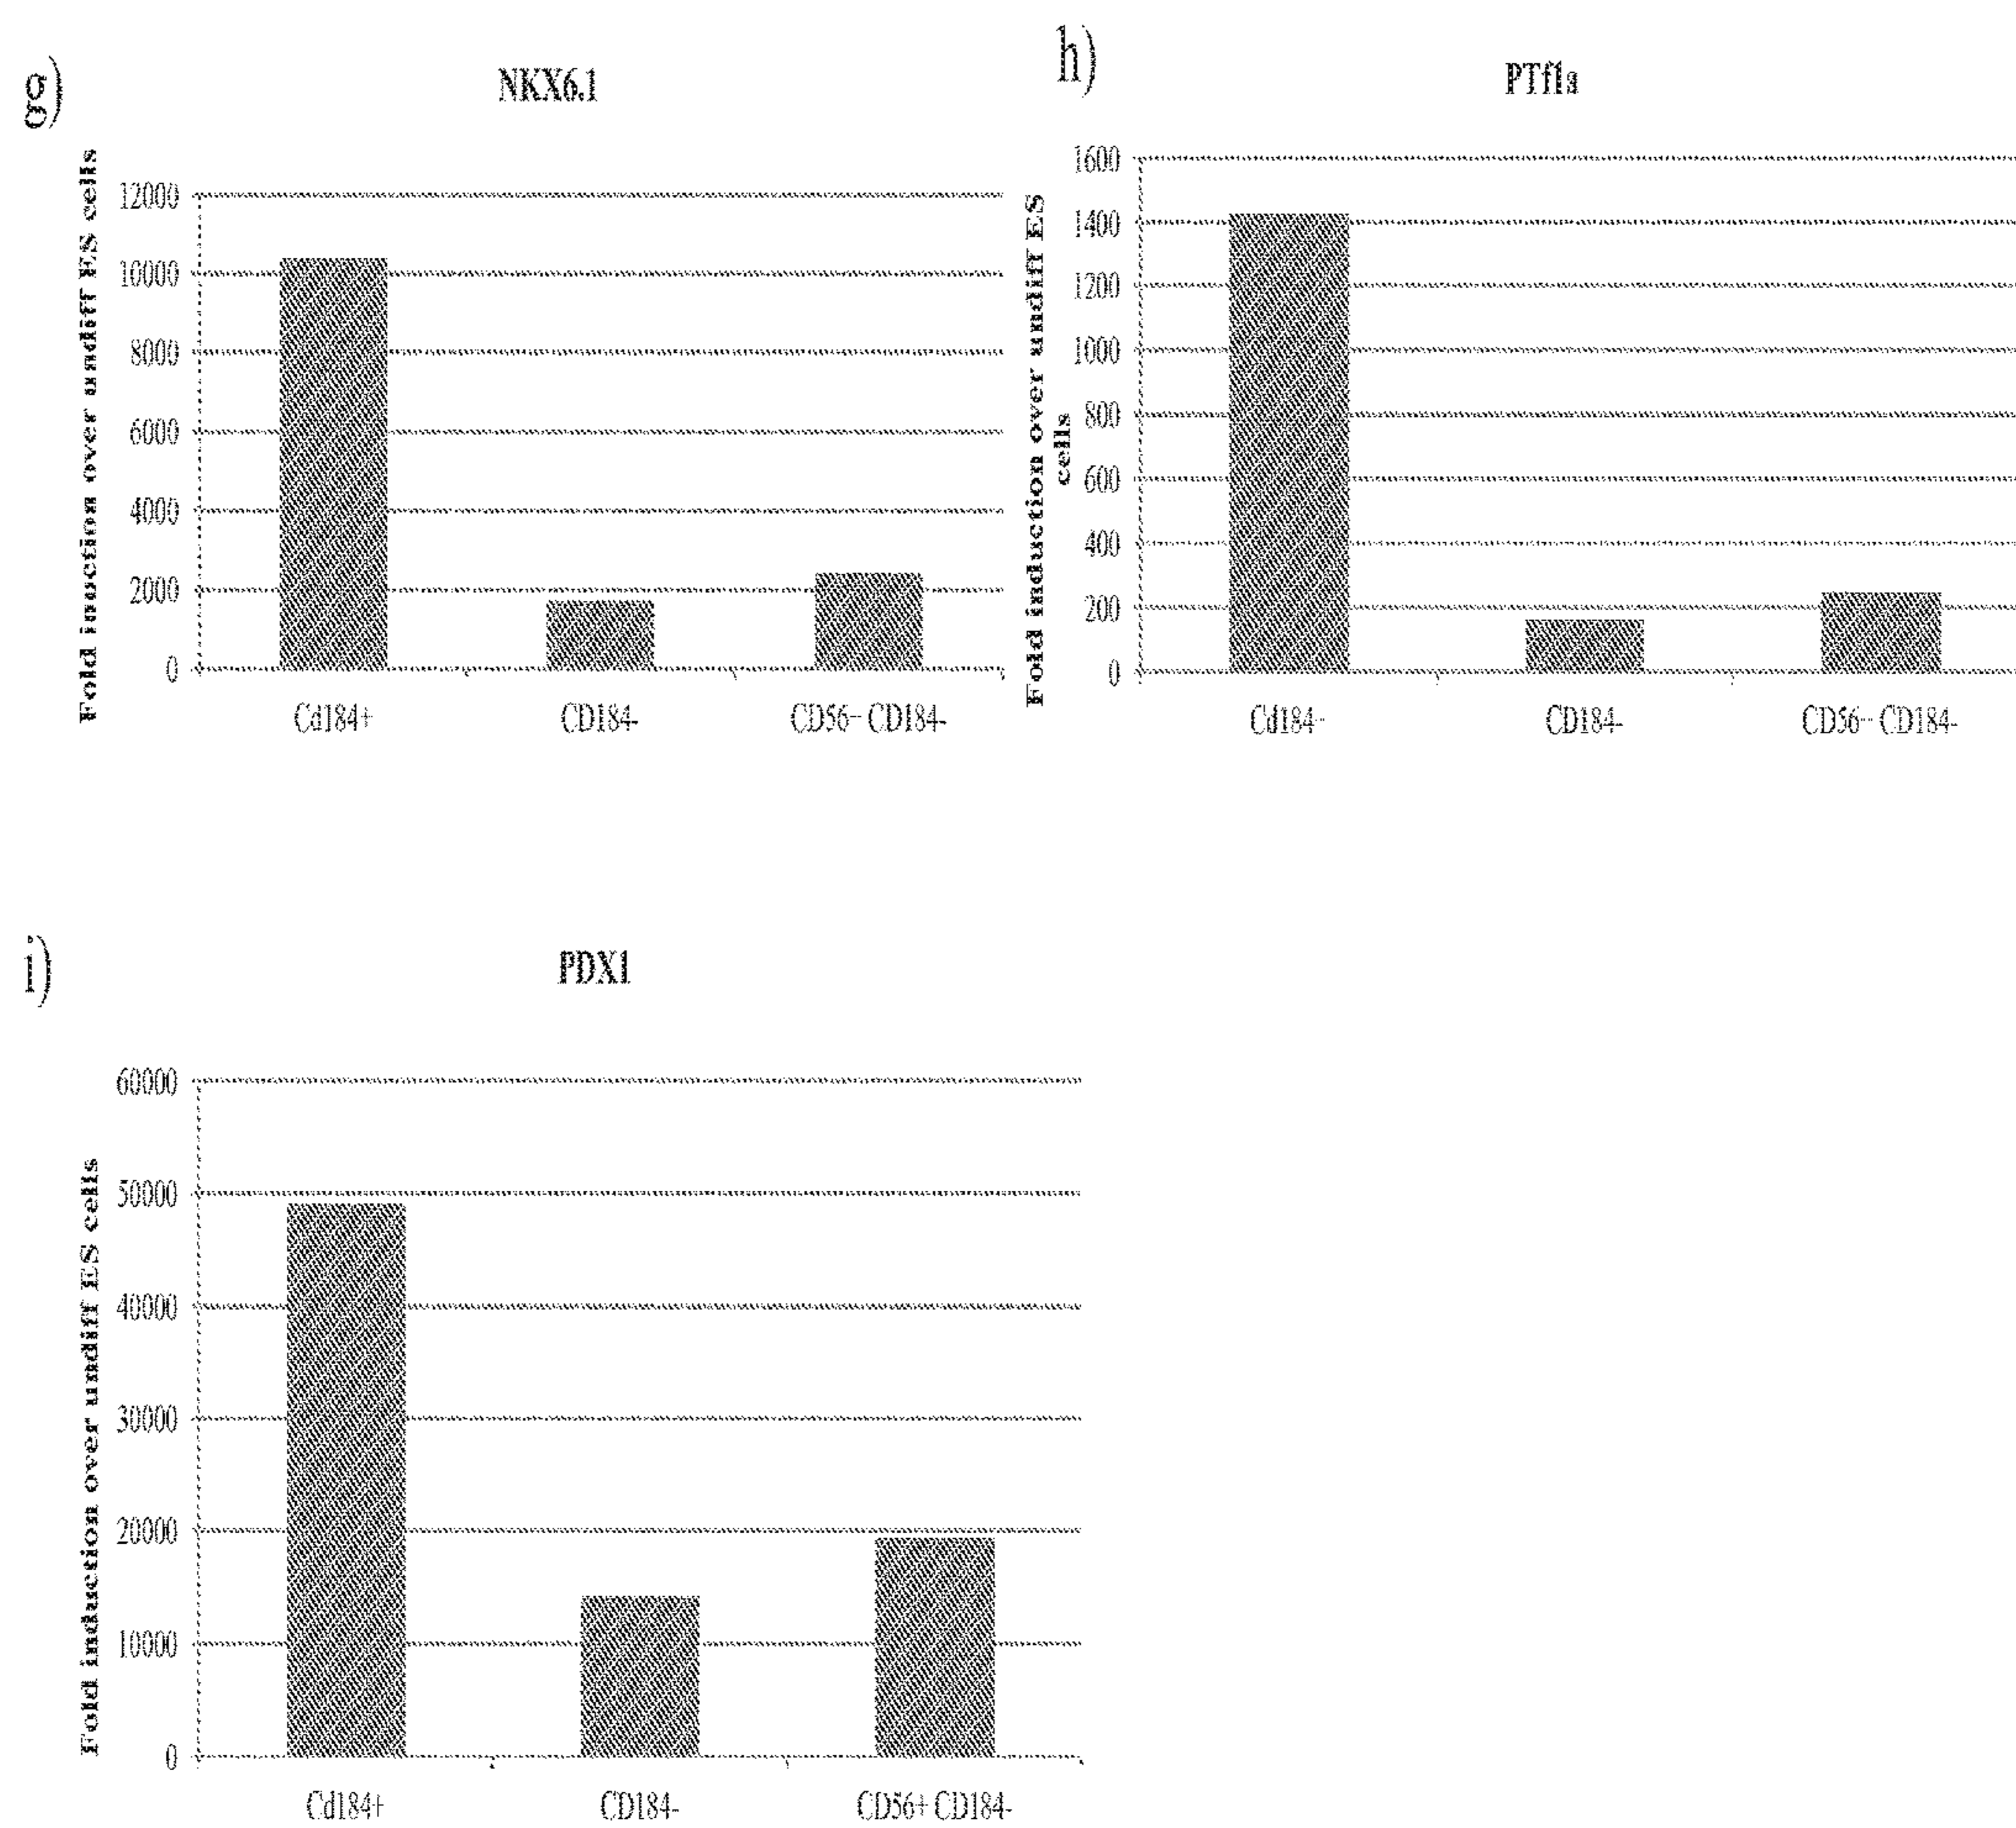 g)
NKX6.1
Fold induction over undiff ES cells
12000
10000
8000
6000
4000
2000
0
Cd184+
CD184-
CD56+ CD184-
h)
PTf1a
Fold induction over undiff ES
cells
1600
1400
1200
1000
800
600
400
200
0
Cd184+
CD184-
CD56+ CD184-
i)
PDX1
Fold induction over undiff ES cells
60000
50000
40000
30000
20000
10000
0
Cd184+
CD184-
CD56+ CD184-